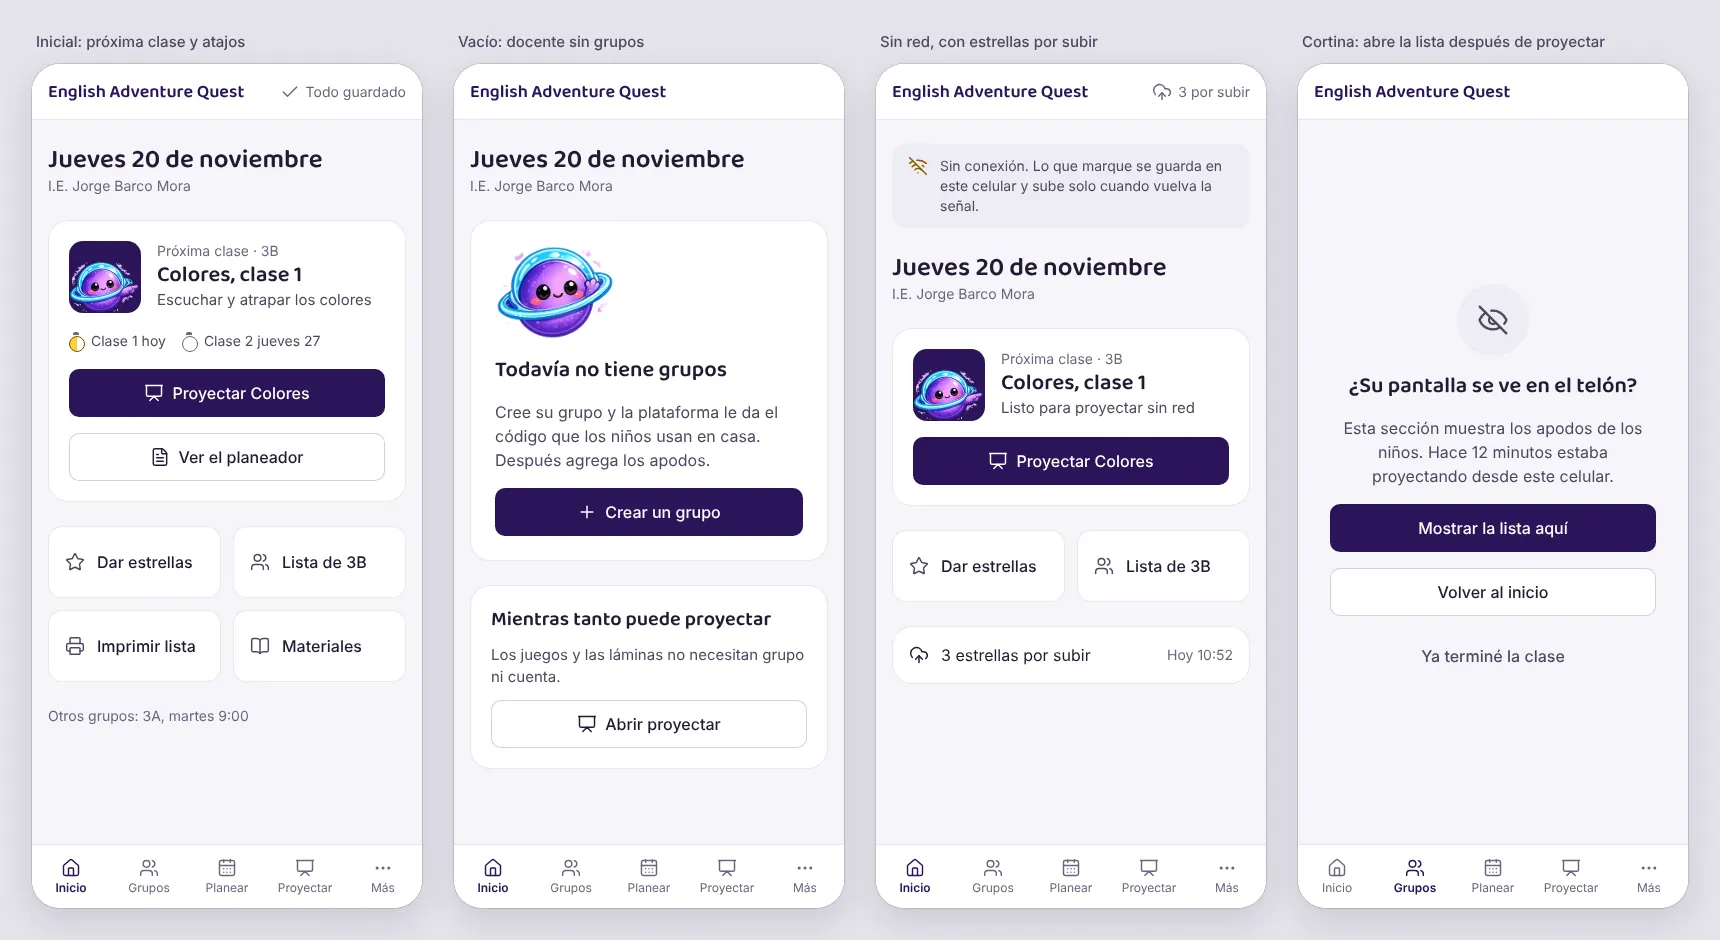 Inicial: próxima clase y atajos
English Adventure Quest
Todo guardado
Jueves 20 de noviembre
I.E. Jorge Barco Mora
Próxima clase · 3B
Colores, clase 1
Escuchar y atrapar los colores
Clase 1 hoy
Clase 2 jueves 27
Proyectar Colores
Ver el planeador
Dar estrellas
Lista de 3B
Imprimir lista
Materiales
Otros grupos: 3A, martes 9:00
Inicio
Grupos
Planear
Proyectar
Más
Vacío: docente sin grupos
English Adventure Quest
Jueves 20 de noviembre
I.E. Jorge Barco Mora
Todavía no tiene grupos
Cree su grupo y la plataforma le da el
código que los niños usan en casa.
Después agrega los apodos.
Crear un grupo
Mientras tanto puede proyectar
Los juegos y las láminas no necesitan grupo
ni cuenta.
Abrir proyectar
Inicio
Grupos
Planear
Proyectar
Más
Sin red, con estrellas por subir
English Adventure Quest
3 por subir
Sin conexión. Lo que marque se guarda en
este celular y sube solo cuando vuelva la
señal.
Jueves 20 de noviembre
I.E. Jorge Barco Mora
Próxima clase · 3B
Colores, clase 1
Listo para proyectar sin red
Proyectar Colores
Dar estrellas
Lista de 3B
3 estrellas por subir
Hoy 10:52
Inicio
Grupos
Planear
Proyectar
Más
Cortina: abre la lista después de proyectar
English Adventure Quest
¿Su pantalla se ve en el telón?
Esta sección muestra los apodos de los
niños. Hace 12 minutos estaba
proyectando desde este celular.
Mostrar la lista aquí
Volver al inicio
Ya terminé la clase
Inicio
Grupos
Planear
Proyectar
Más